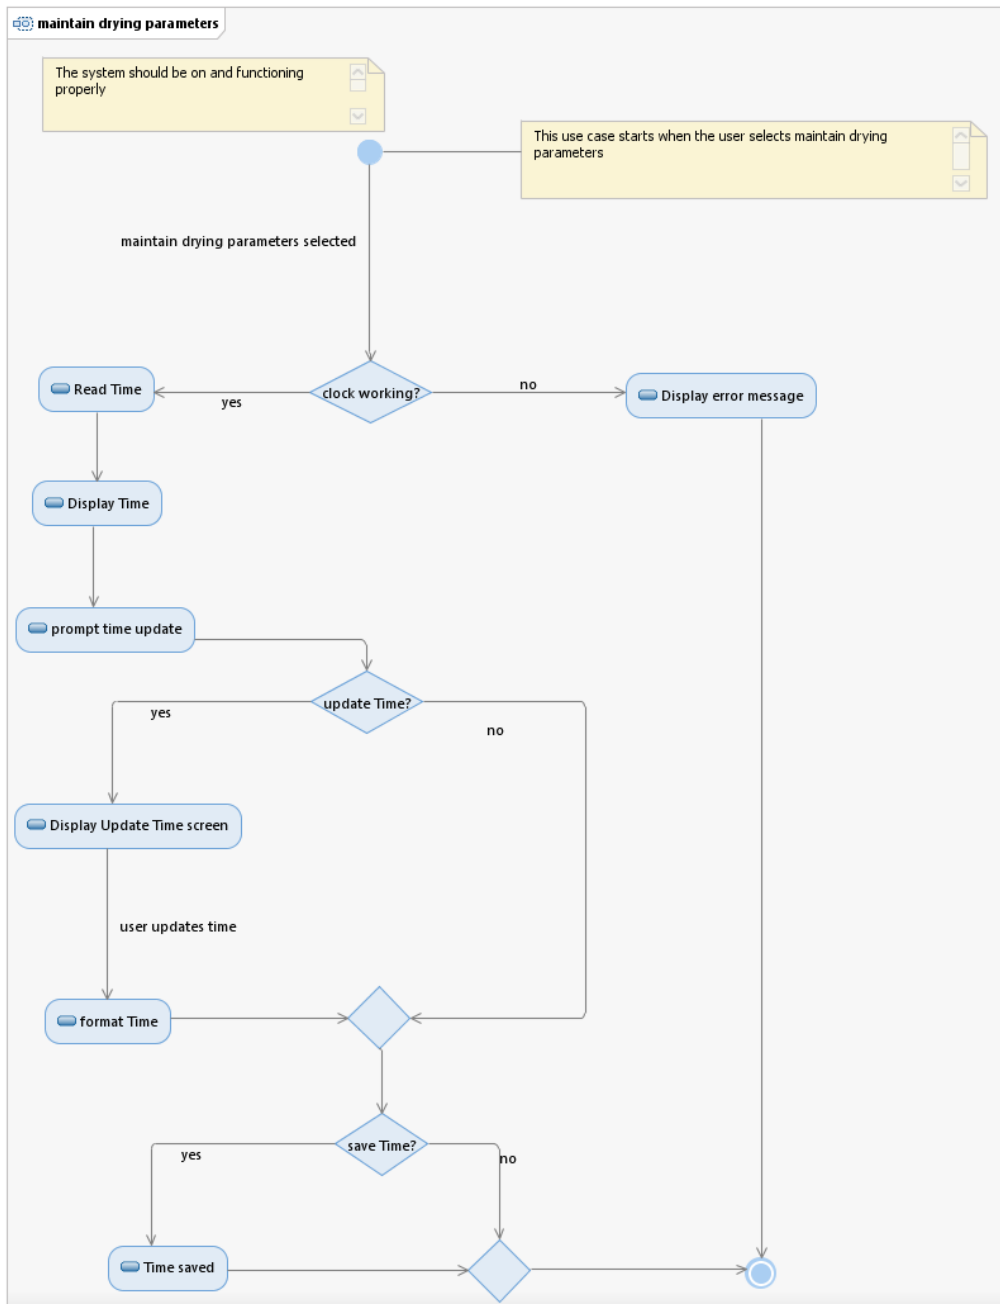 maintain drying parameters
The system should be on and functioning
properly
This use case starts when the user selects maintain drying
parameters
maintain drying parameters selected
Read Time
yes
clock working?
no
Display error message
Display Time
prompt time update
update Time?
yes
no
Display Update Time screen
user updates time
format Time
save Time?
yes
no
Time saved